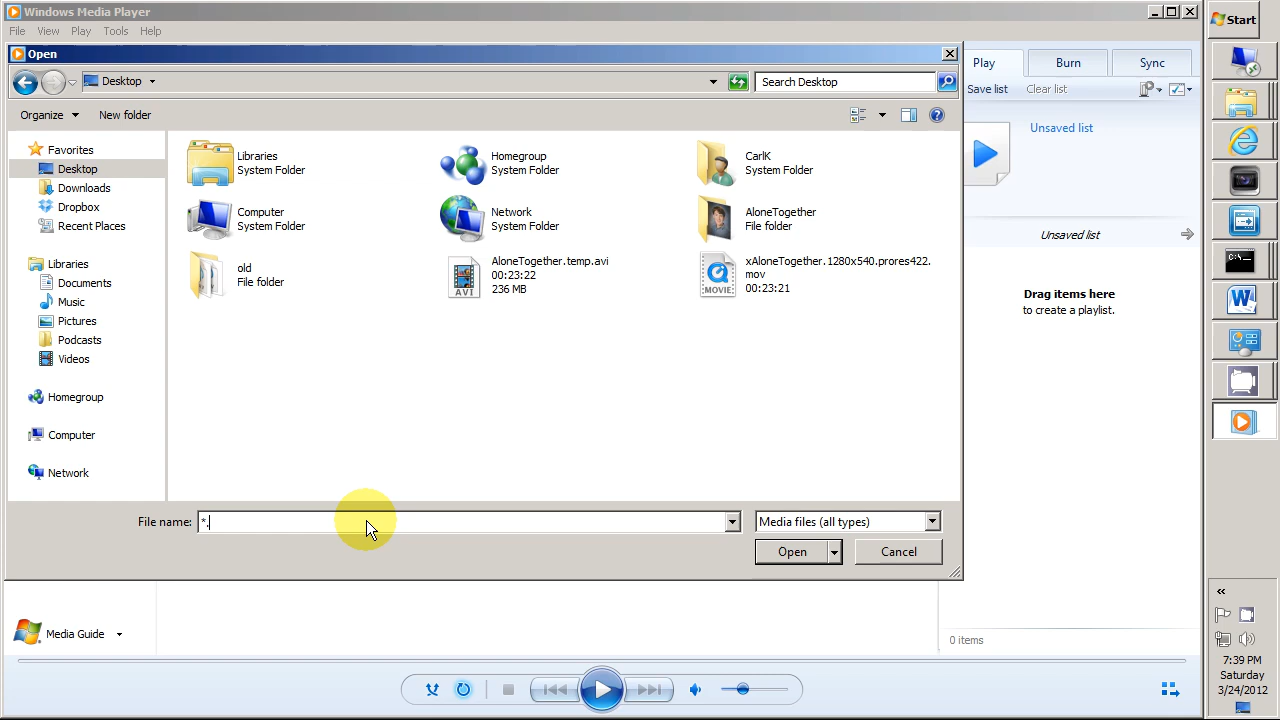 Windows Media Player
File View Play Tools Help
Open
Desktop
Search Desktop
Organize New folder
Favorites
Desktop
Downloads
Dropbox
Recent Places
Libraries
Documents
Music
Pictures
Podcasts
Videos
Homegroup
Computer
Network
Libraries
System Folder
Homegroup
System Folder
CarlK
System Folder
Computer
System Folder
Network
System Folder
AloneTogether
File folder
old
File folder
AVI
AloneTogether.temp.avi
00:23:22
236 MB
MOVIE
xAloneTogether.1280x540.prores422.
mov
00:23:21
File name: *.
Media files (all types)
Open Cancel
Play Burn Sync
Save list Clear list
Unsaved list
Unsaved list
Drag items here
to create a playlist.
0 items
Media Guide
Start
C:\
W
«
7:39 PM
Saturday
3/24/2012